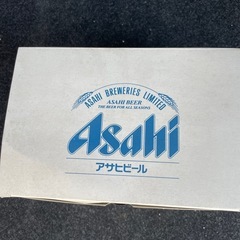 ASAHI BREWERIES LIMITED
ASAHI BEER
THE BEER FOR ALL SEASONS
Asahi
アサヒビール